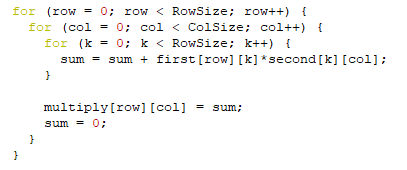 for (row = 0; row < RowSize; row++) {
  for (col = 0; col < ColSize; col++) {
    for (k = 0; k < RowSize; k++) {
      sum = sum + first[row][k]*second[k][col];
    }

    multiply[row][col] = sum;
    sum = 0;
  }
}